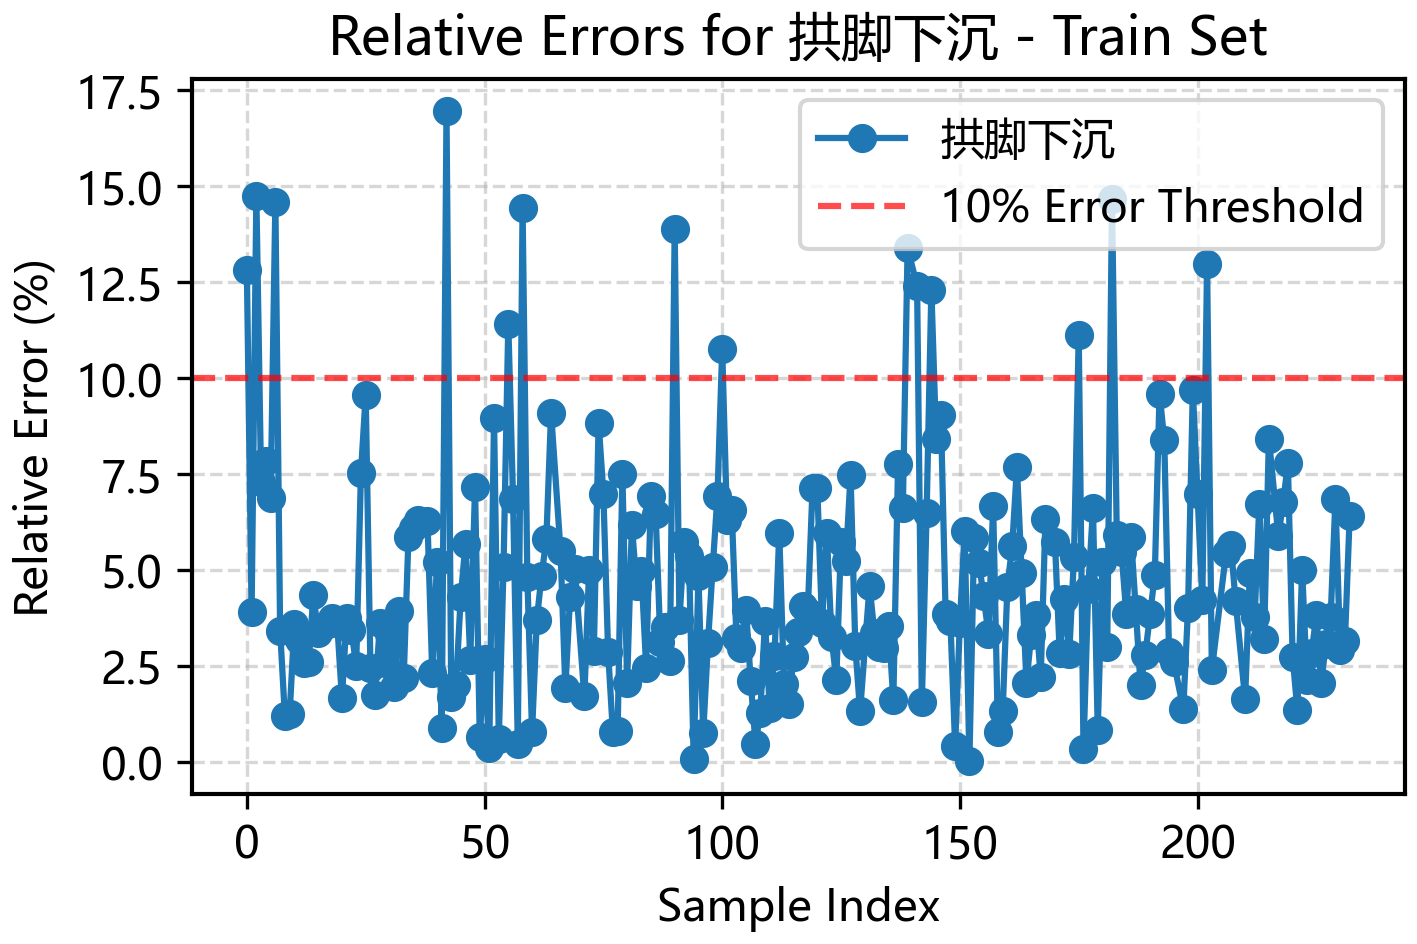 Relative Errors for 拱脚下沉 - Train Set
拱脚下沉
10% Error Threshold
Relative Error (%)
17.5
15.0
12.5
10.0
7.5
5.0
2.5
0.0
0
50
100
150
200
Sample Index